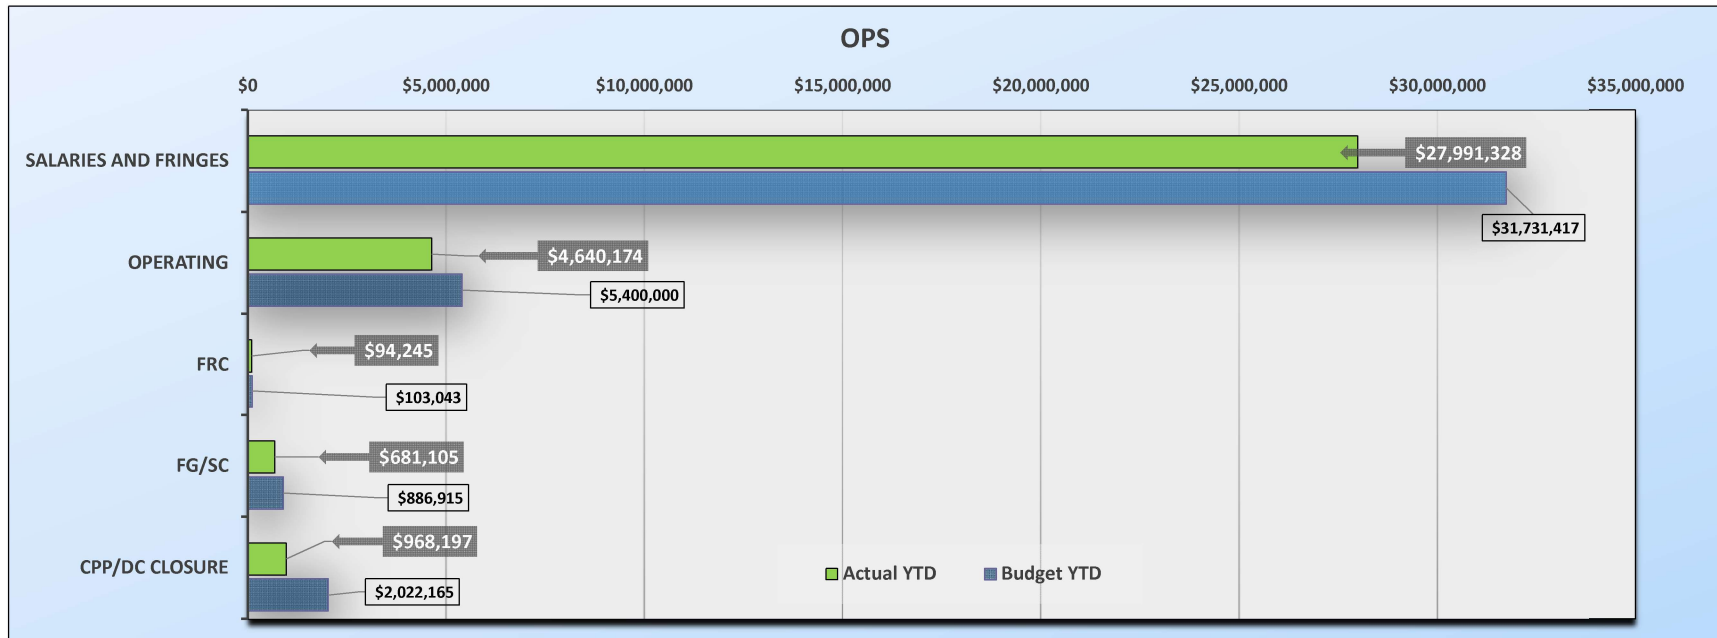 OPS
$0 $5,000,000 $10,000,000 $15,000,000 $20,000,000 $25,000,000 $30,000,000 $35,000,000
SALARIES AND FRINGES
$27,991,328
$31,731,417
OPERATING
$4,640,174
$5,400,000
FRC
$94,245
$103,043
FG/SC
$681,105
$886,915
CPP/DC CLOSURE
$968,197
$2,022,165
Actual YTD Budget YTD